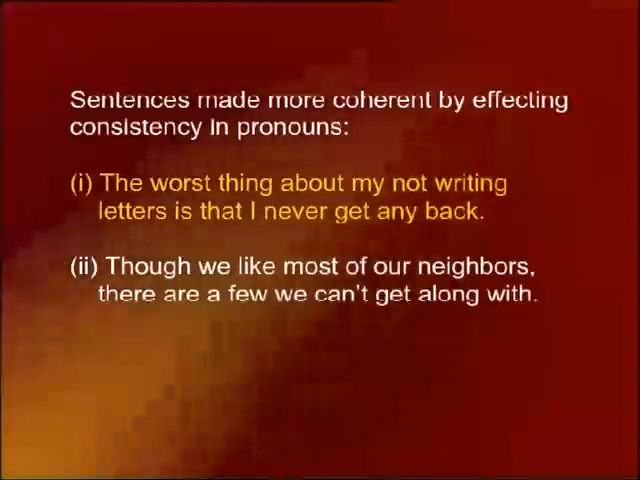 Sentences made more coherent by effecting
consistency in pronouns:
(i) The worst thing about my not writing
letters is that I never get any back.
(ii) Though we like most of our neighbors,
there are a few we can't get along with.